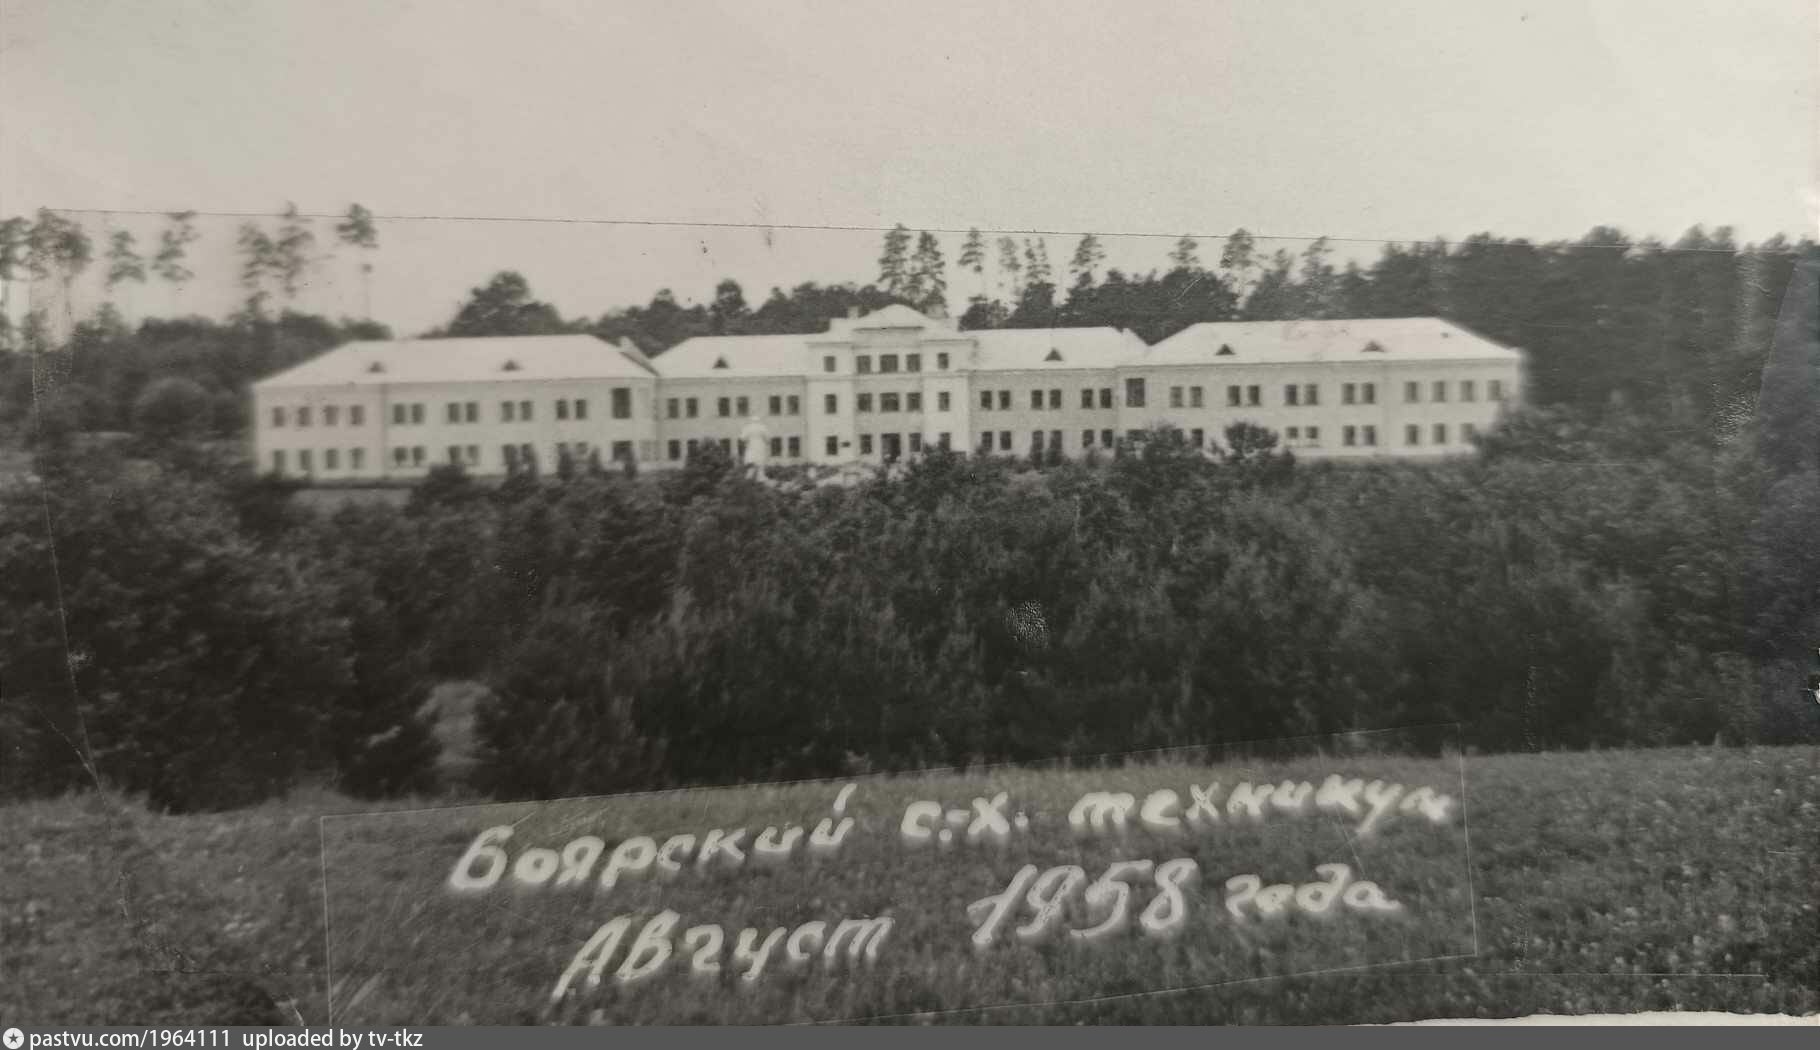 Боярский с.-х. техникум
Август 1958 года
pastvu.com/1964111 uploaded by tv-tkz